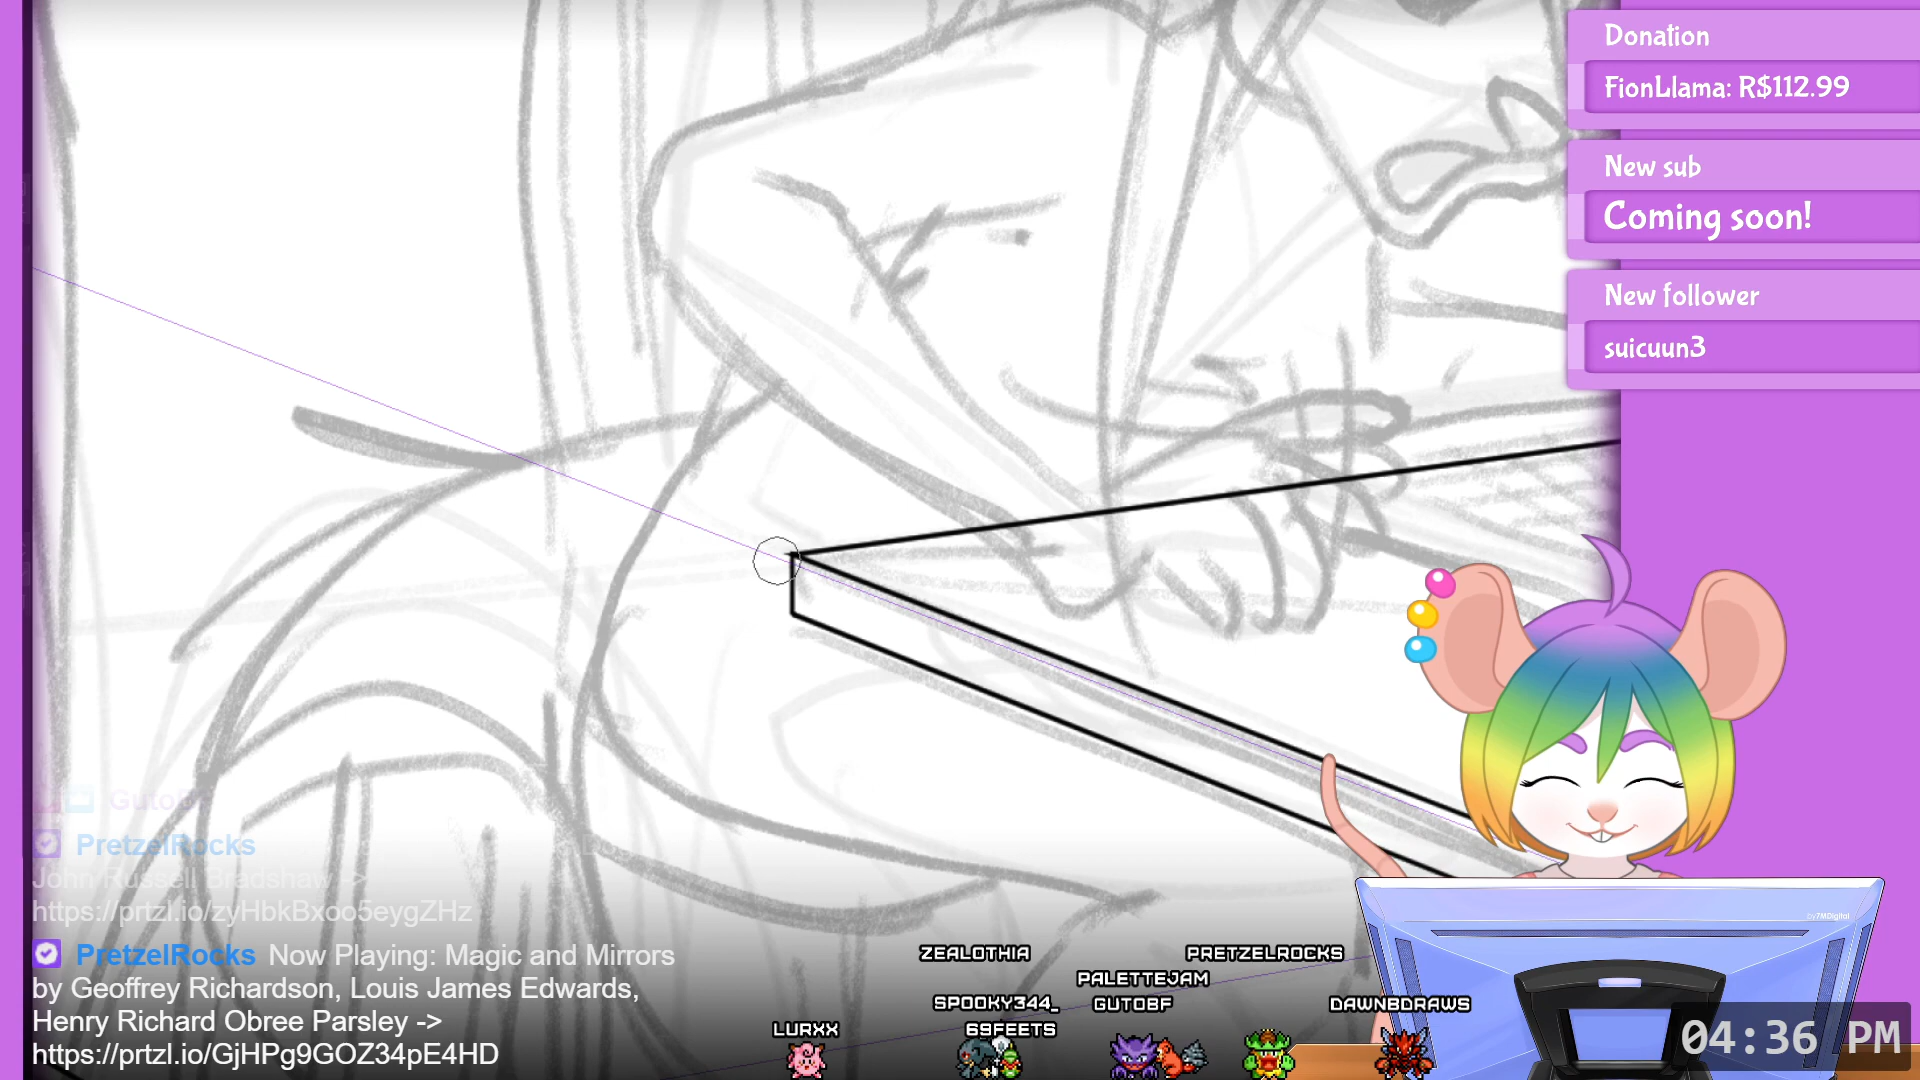 Donation
FionLlama: R$112.99
New sub
Coming soon!
New follower
suicuun3
PretzelRocks
John Russell Bradshaw ->
https://prtzl.io/zyHbkBxoo5eygZHz
PretzelRocks Now Playing: Magic and Mirrors
by Geoffrey Richardson, Louis James Edwards,
Henry Richard Obree Parsley ->
https://prtzl.io/GjHPg9GOZ34pE4HD
ZEALOTHIA
PRETZELROCKS
PALETTEJAM
SPOOKY344_
GUTOBF
DAWNBDRAWS
LURXX
69FEETS
by7MDigital
04:36 PM